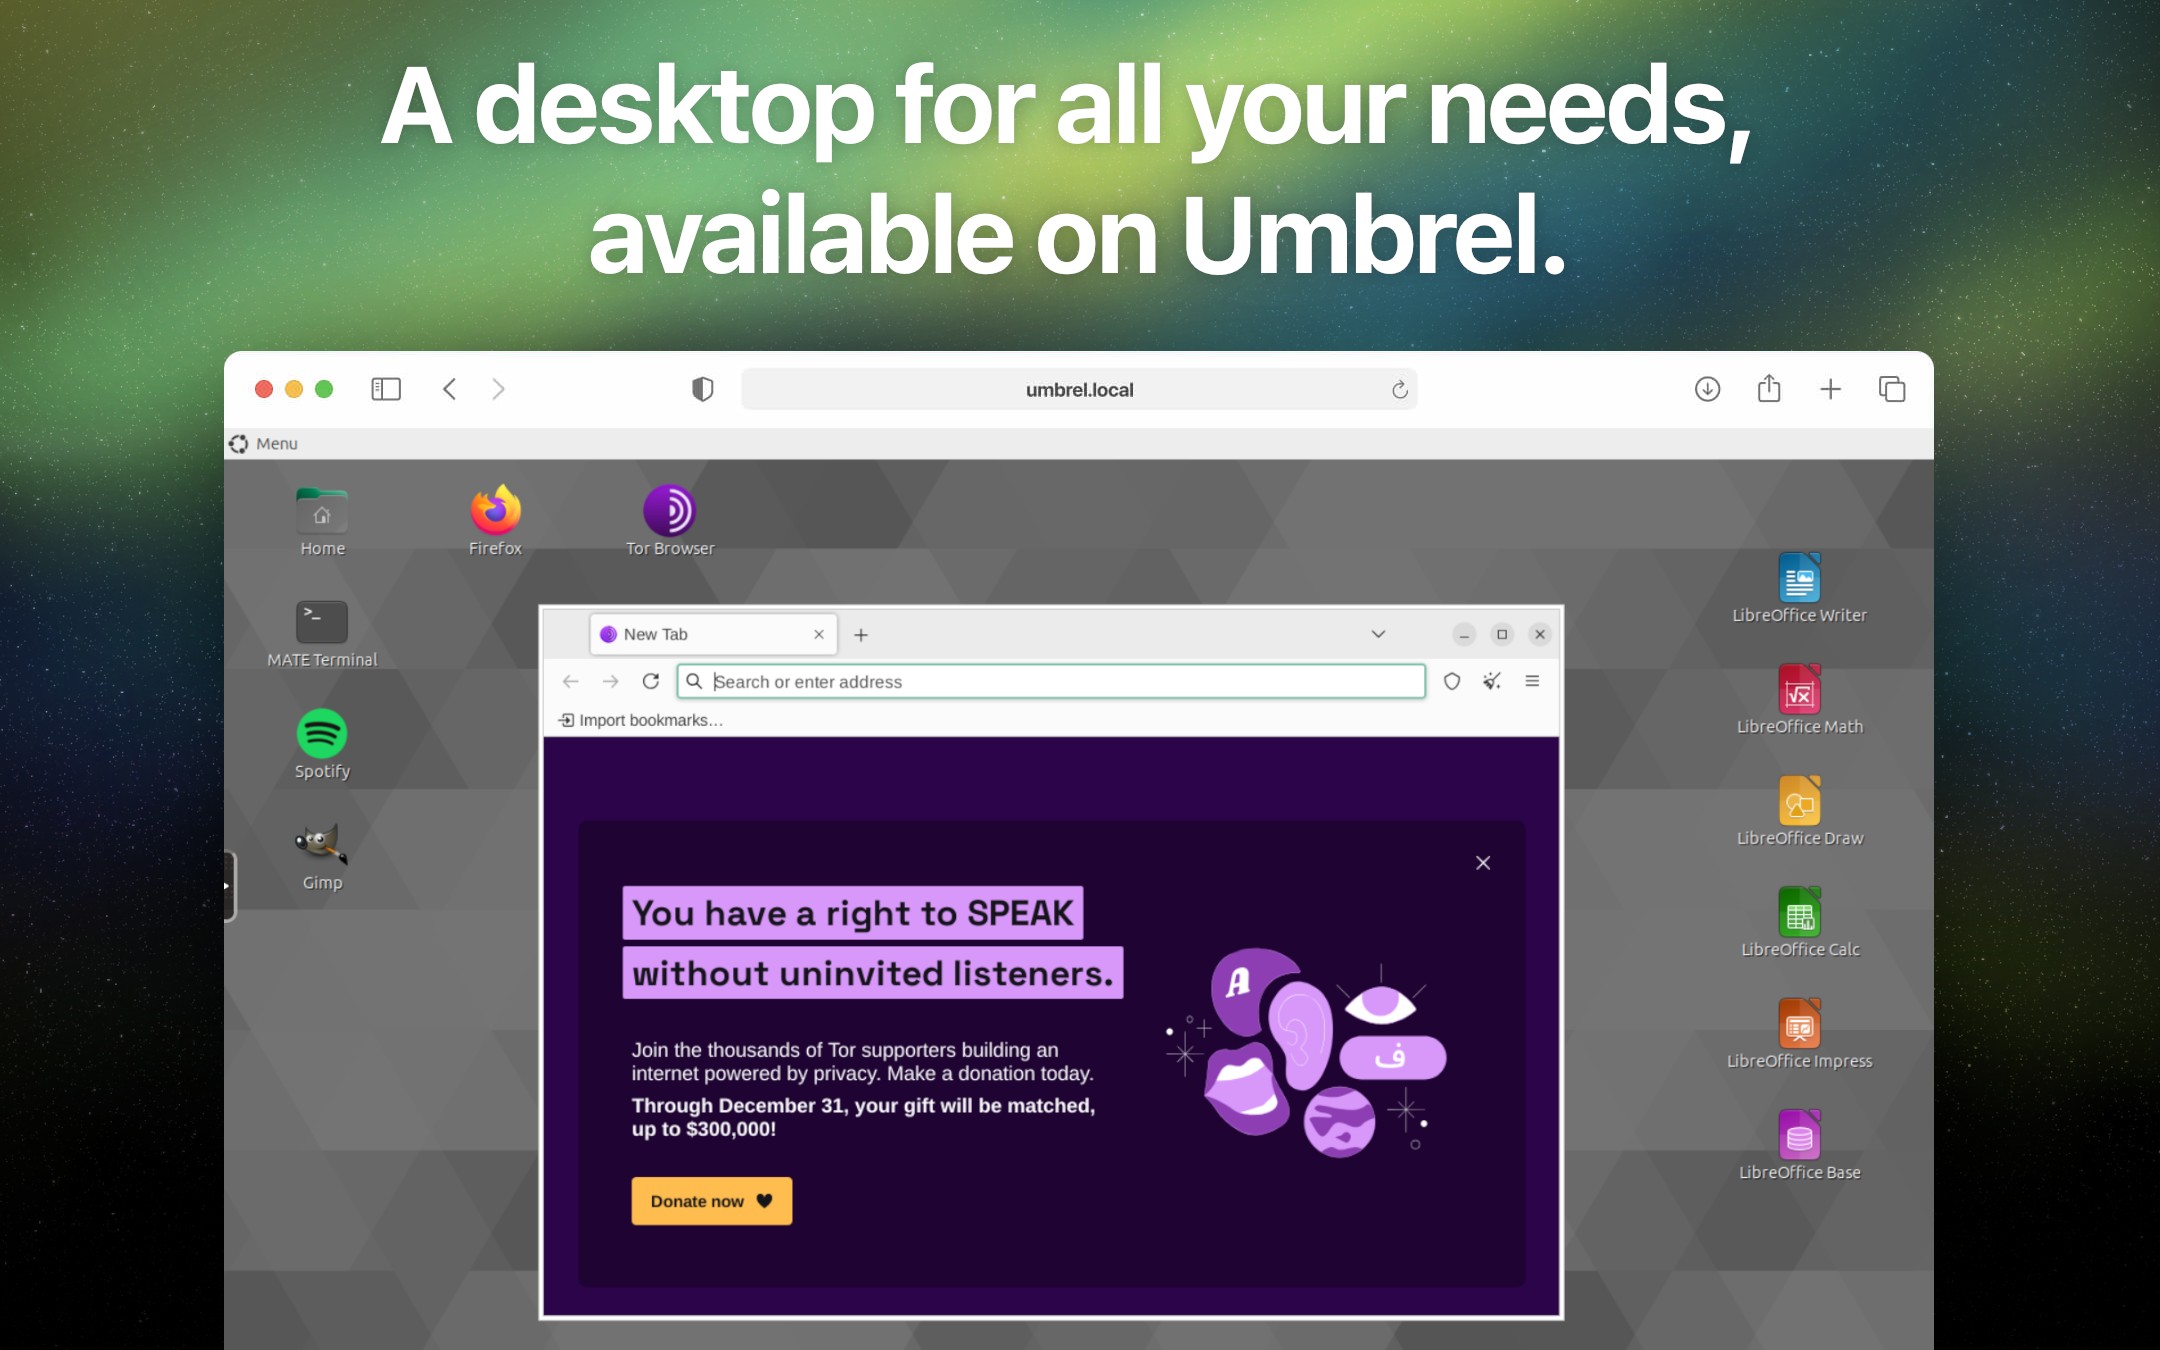 A desktop for all your needs,
available on Umbrel.
umbrel.local
Menu
Home
Firefox
Tor Browser
MATE Terminal
Spotify
Gimp
LibreOffice Writer
LibreOffice Math
LibreOffice Draw
LibreOffice Calc
LibreOffice Impress
LibreOffice Base
New Tab
Search or enter address
Import bookmarks...
You have a right to SPEAK
without uninvited listeners.
A
ف
Join the thousands of Tor supporters building an
internet powered by privacy. Make a donation today.
Through December 31, your gift will be matched,
up to $300,000!
Donate now